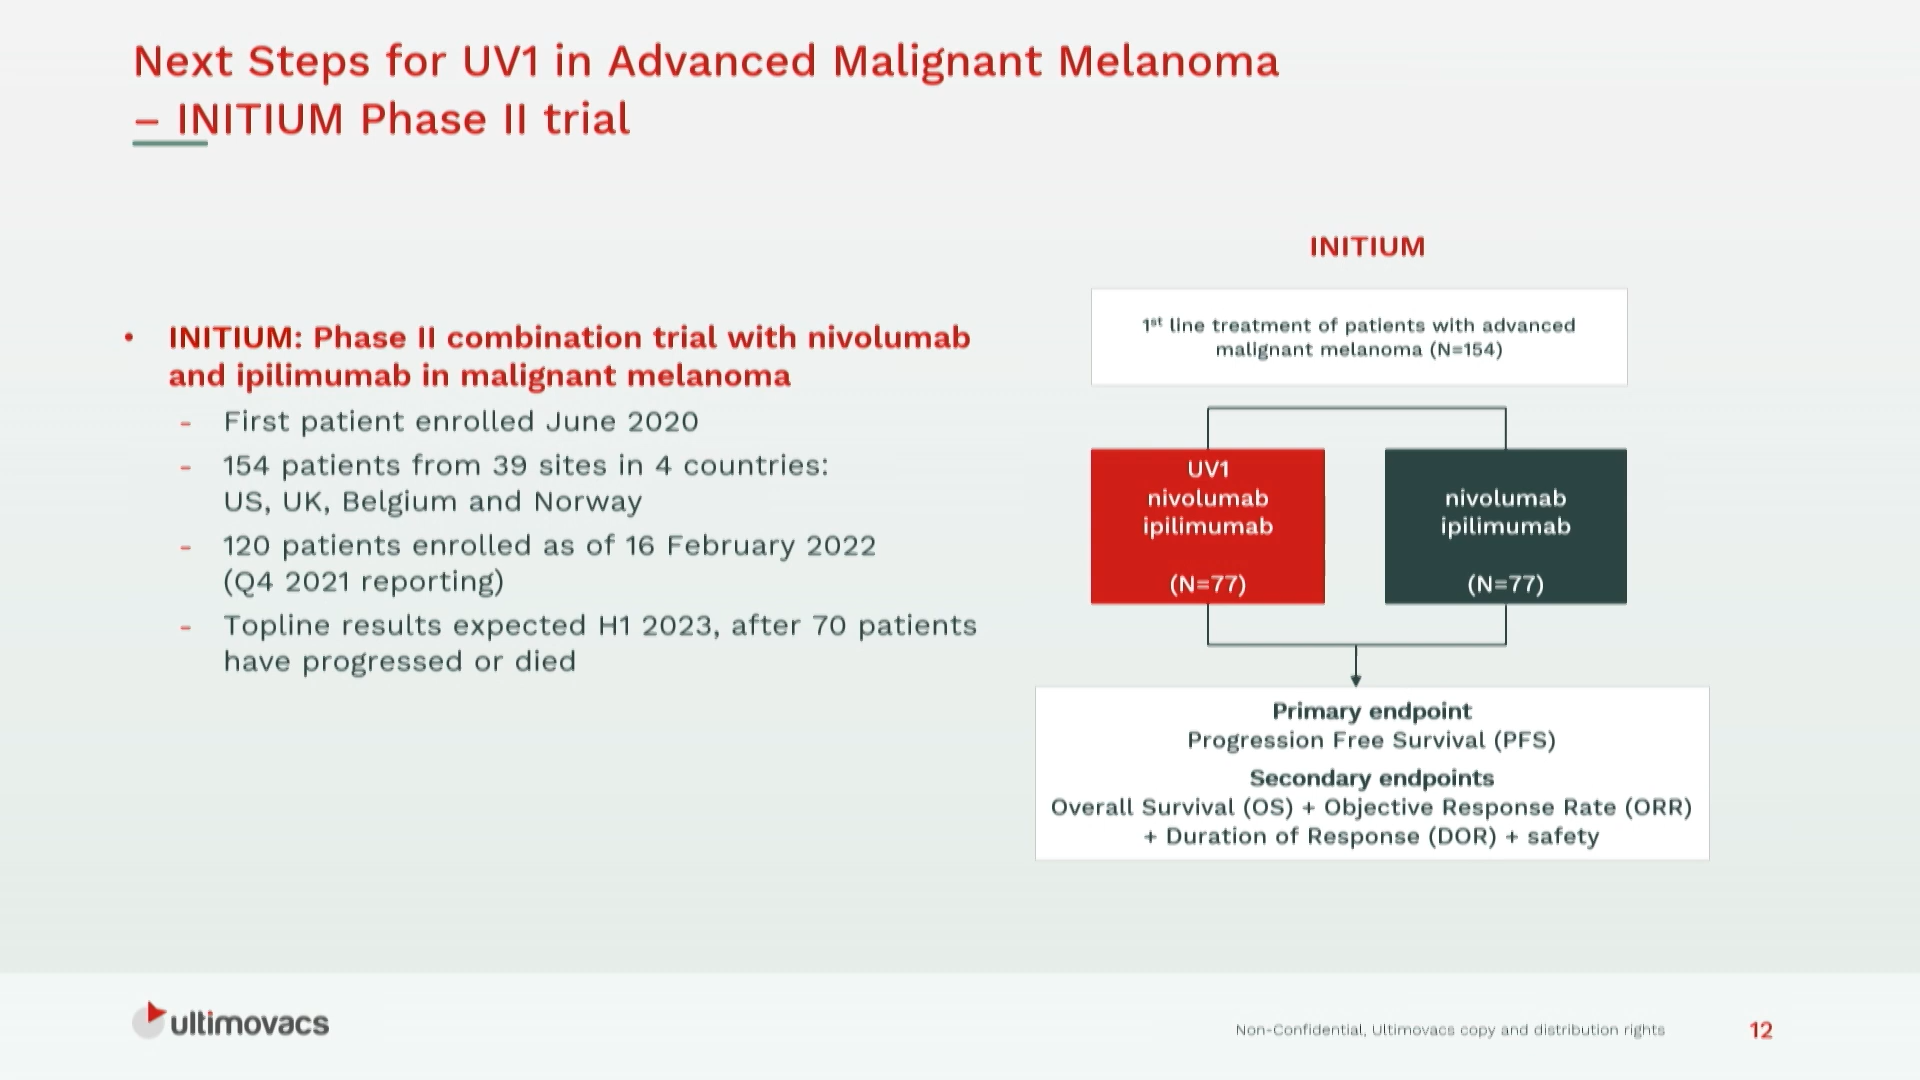 Next Steps for UV1 in Advanced Malignant Melanoma
– INITIUM Phase II trial
• INITIUM: Phase II combination trial with nivolumab
and ipilimumab in malignant melanoma
- First patient enrolled June 2020
- 154 patients from 39 sites in 4 countries:
US, UK, Belgium and Norway
- 120 patients enrolled as of 16 February 2022
(Q4 2021 reporting)
- Topline results expected H1 2023, after 70 patients
have progressed or died
INITIUM
1st line treatment of patients with advanced
malignant melanoma (N=154)
UV1
nivolumab
ipilimumab
(N=77)
nivolumab
ipilimumab
(N=77)
Primary endpoint
Progression Free Survival (PFS)
Secondary endpoints
Overall Survival (OS) + Objective Response Rate (ORR)
+ Duration of Response (DOR) + safety
ultimovacs
Non-Confidential, Ultimovacs copy and distribution rights
12